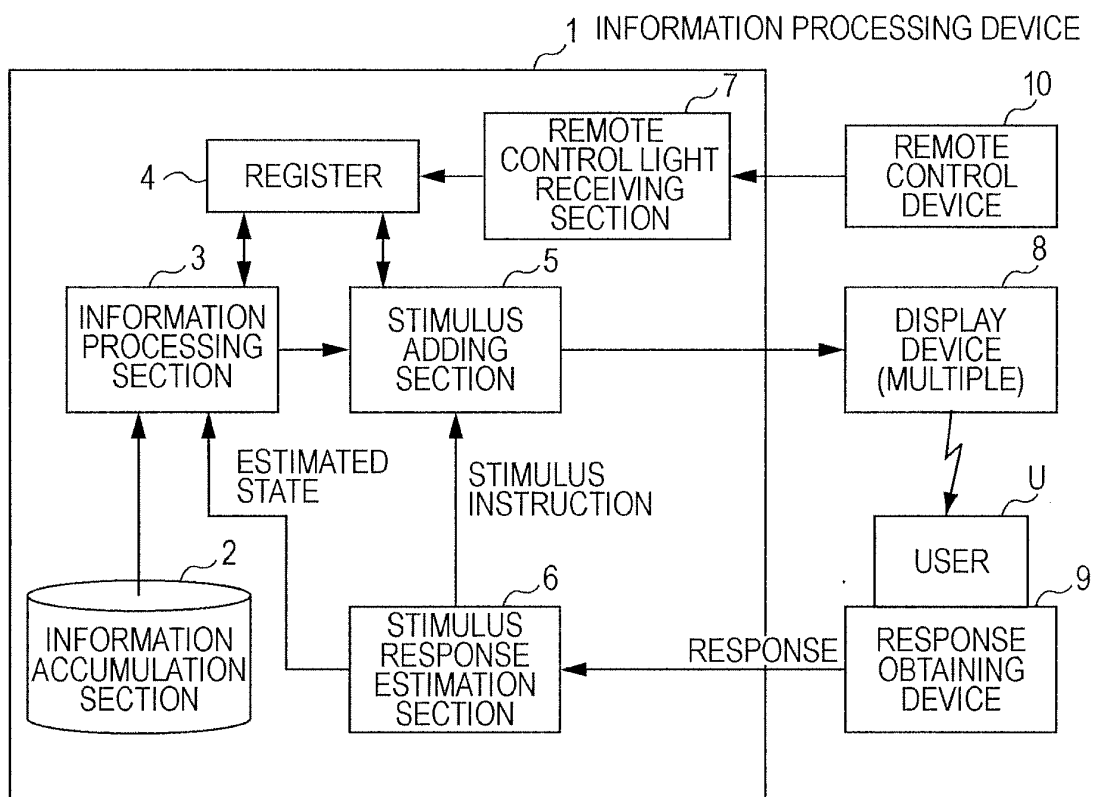 1 INFORMATION PROCESSING DEVICE
7
10
4
REGISTER
REMOTE
CONTROL LIGHT
RECEIVING
SECTION
REMOTE
CONTROL
DEVICE
3
5
8
INFORMATION
PROCESSING
SECTION
STIMULUS
ADDING
SECTION
DISPLAY
DEVICE
(MULTIPLE)
ESTIMATED
STATE
STIMULUS
INSTRUCTION
U
USER
2
6
9
INFORMATION
ACCUMULATION
SECTION
STIMULUS
RESPONSE
ESTIMATION
SECTION
RESPONSE
RESPONSE
OBTAINING
DEVICE